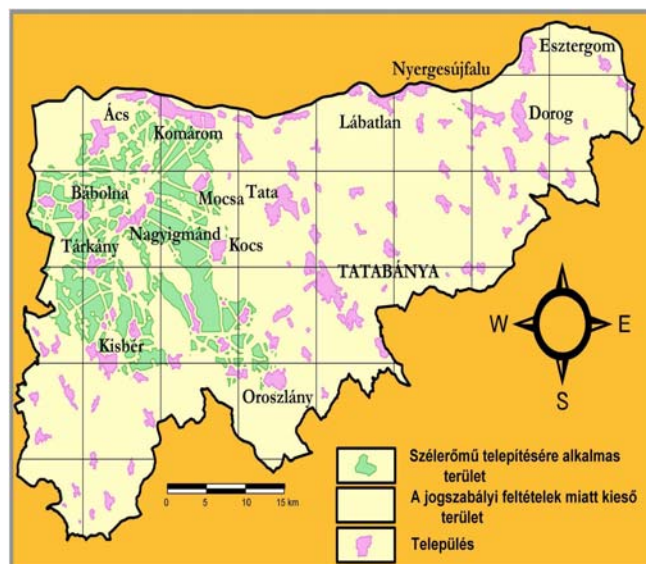 Esztergom
Nyergesújfalu
Ács
Komárom
Lábatlan
Dorog
Bábolna
Mocsa
Tata
Tárkány
Nagyigmánd
Kocs
TATABÁNYA
W
E
S
Kisbér
Oroszlány
0 5 10 15 km
Szélerőmű telepítésére alkalmas
terület
A jogszabályi feltételek miatt kieső
terület
Település